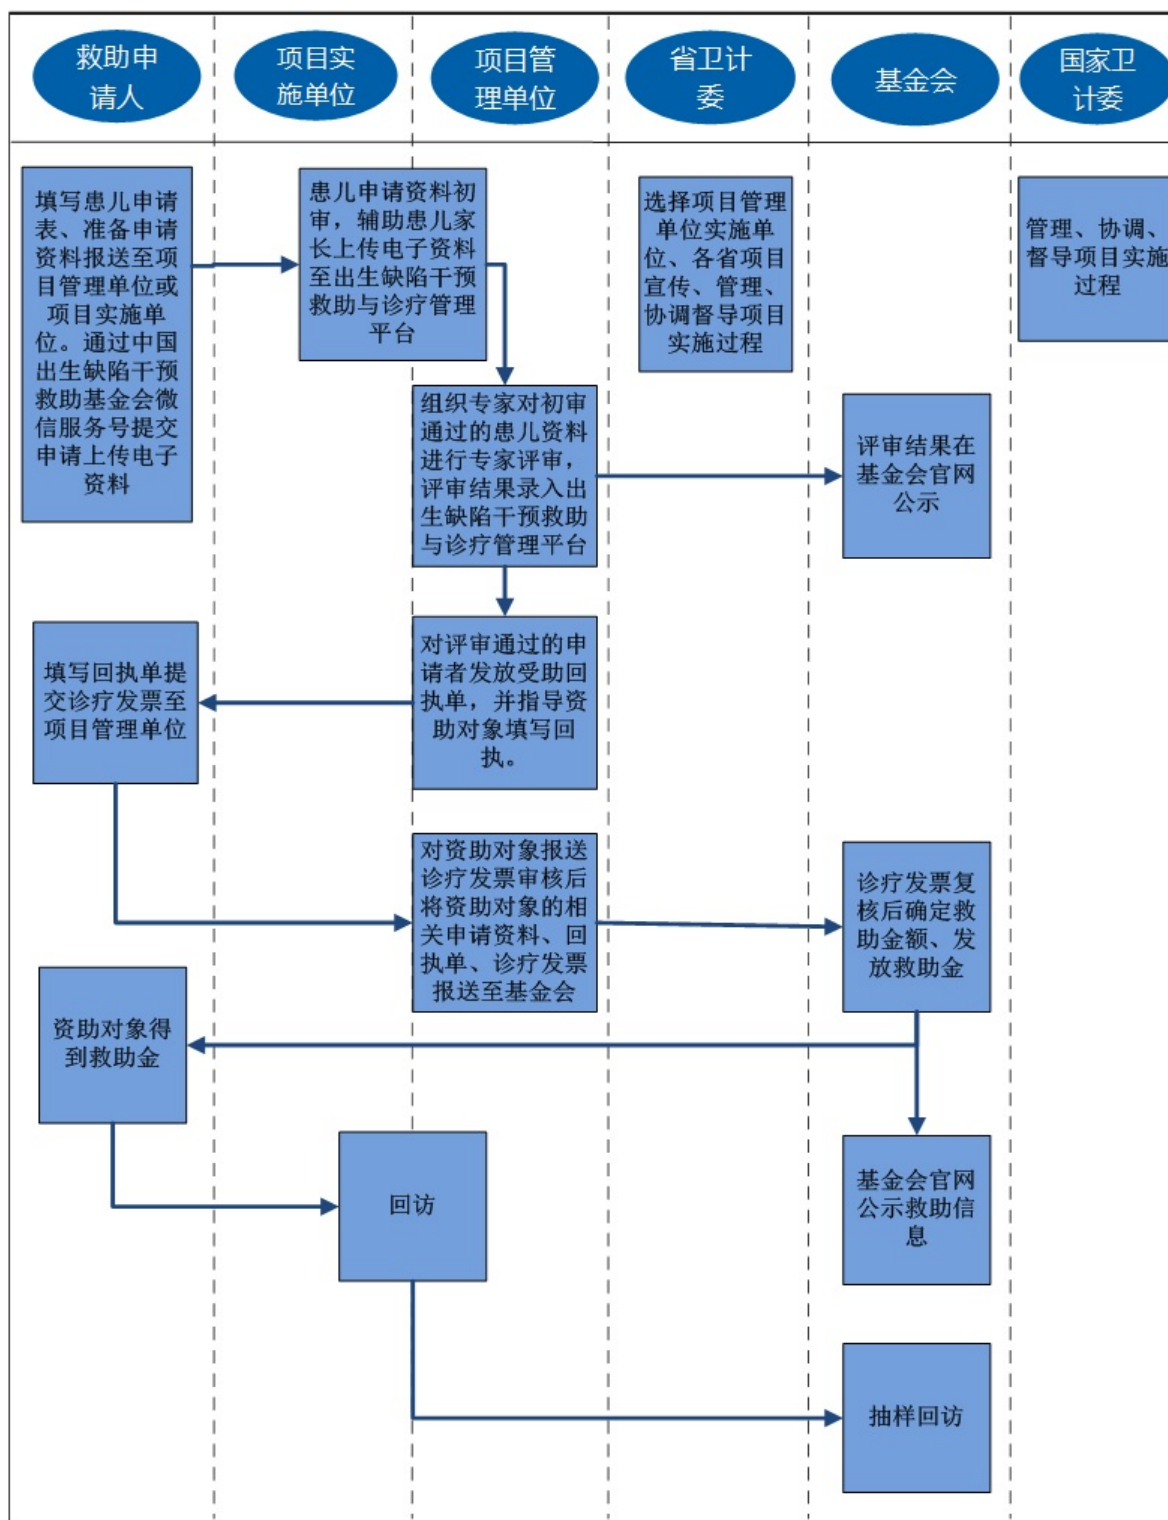 救助申
请人
项目实
施单位
项目管
理单位
省卫计
委
基金会
国家卫
计委
填写患儿申请
表、准备申请
资料报送至项
目管理单位或
项目实施单
位。通过中国
出生缺陷干预
救助基金会微
信服务号提交
申请上传电子
资料
患儿申请资料初
审，辅助患儿家
长上传电子资料
至出生缺陷干预
救助与诊疗管理
平台
选择项目管理
单位实施单
位、各省项目
宣传、管理、
协调督导项目
实施过程
管理、协调、
督导项目实施
过程
组织专家对初审
通过的患儿资料
进行专家评审，
评审结果录入出
生缺陷干预救助
与诊疗管理平台
评审结果在
基金会官网
公示
对评审通过的申
请者发放受助回
执单，并指导资
助对象填写回
执。
填写回执单提
交诊疗发票至
项目管理单位
对资助对象报送
诊疗发票审核后
将资助对象的相
关申请资料、回
执单、诊疗发票
报送至基金会
诊疗发票复
核后确定救
助金额、发
放救助金
资助对象得
到救助金
回访
基金会官网
公示救助信
息
抽样回访